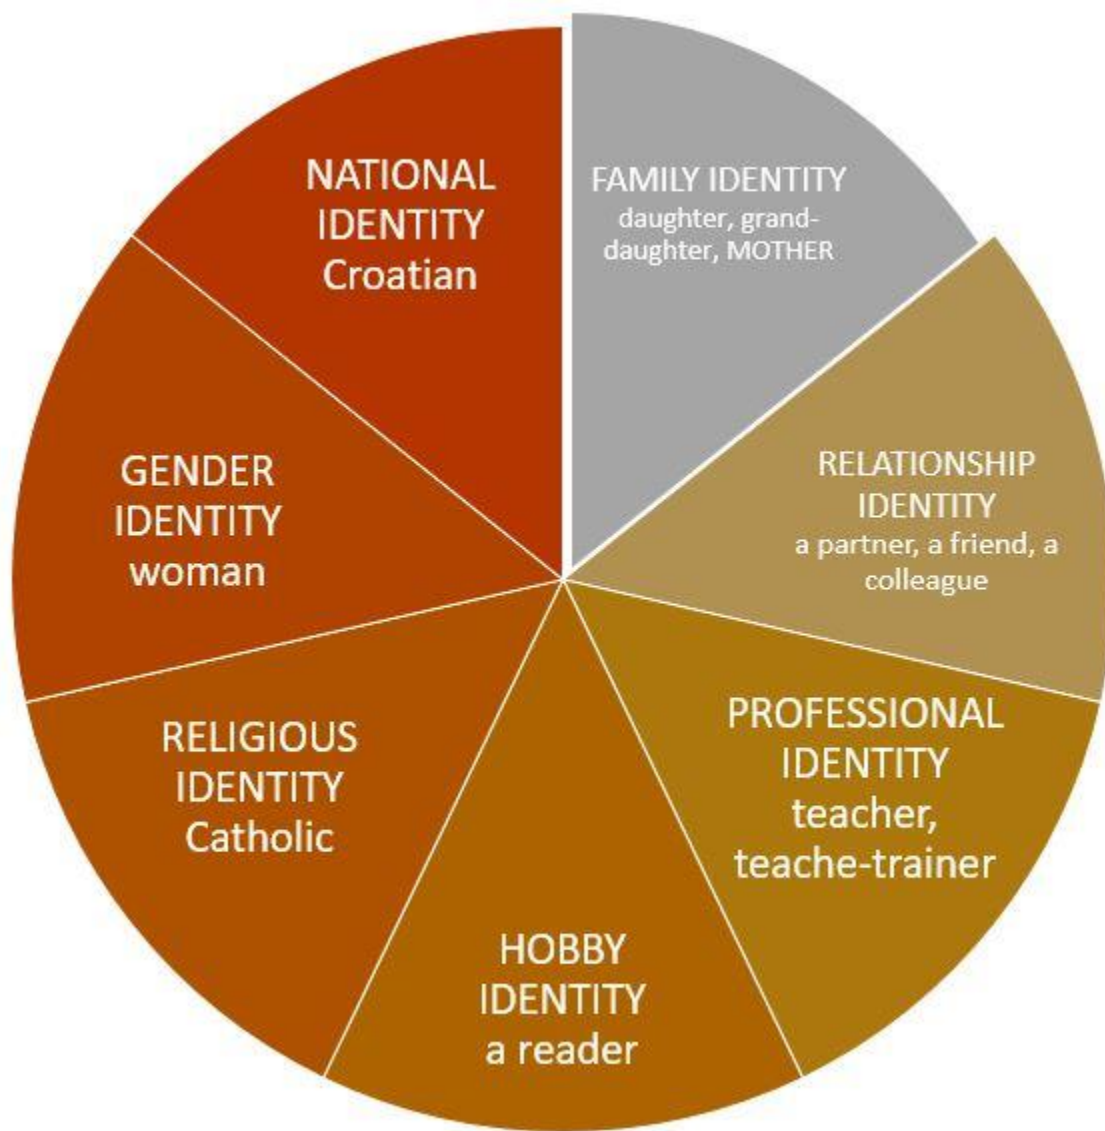 NATIONAL
IDENTITY
Croatian
FAMILY IDENTITY
daughter, grand-
daughter, MOTHER
RELATIONSHIP
IDENTITY
a partner, a friend, a
colleague
PROFESSIONAL
IDENTITY
teacher,
teache-trainer
HOBBY
IDENTITY
a reader
RELIGIOUS
IDENTITY
Catholic
GENDER
IDENTITY
woman